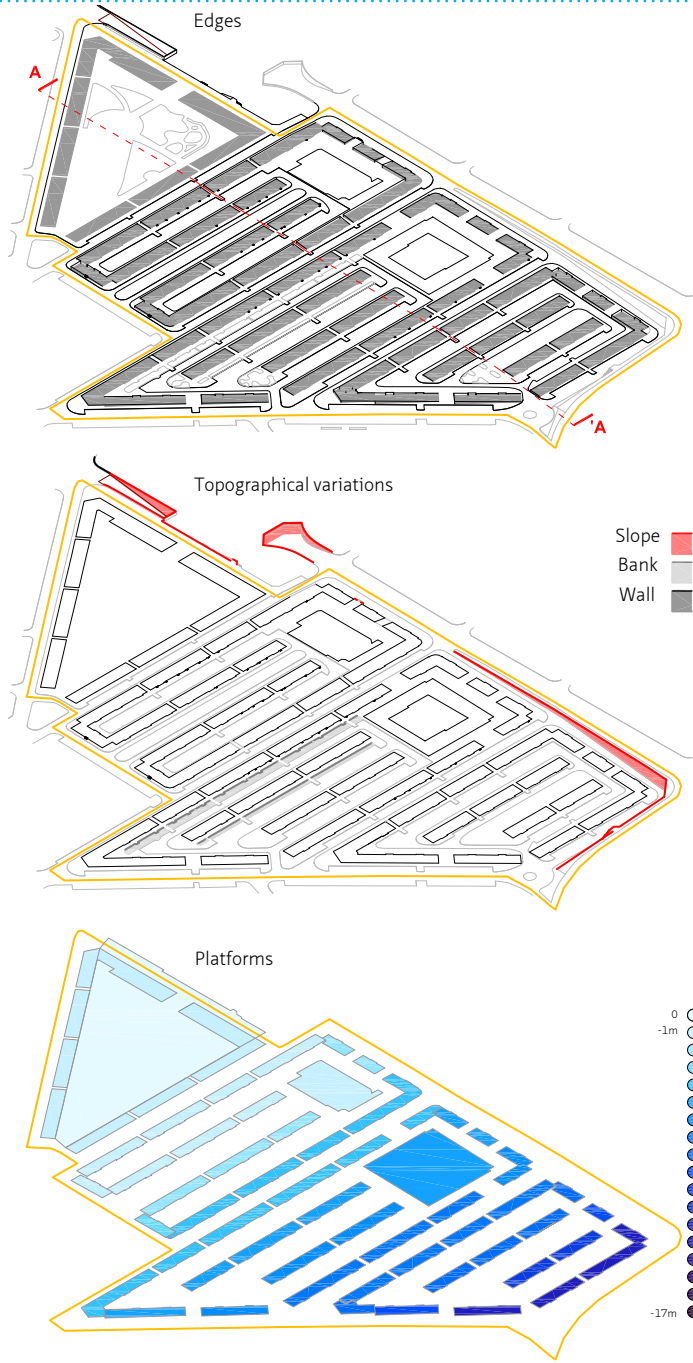 Edges
A
'A
Topographical variations
Slope
Bank
Wall
Platforms
0
-1m
-17m